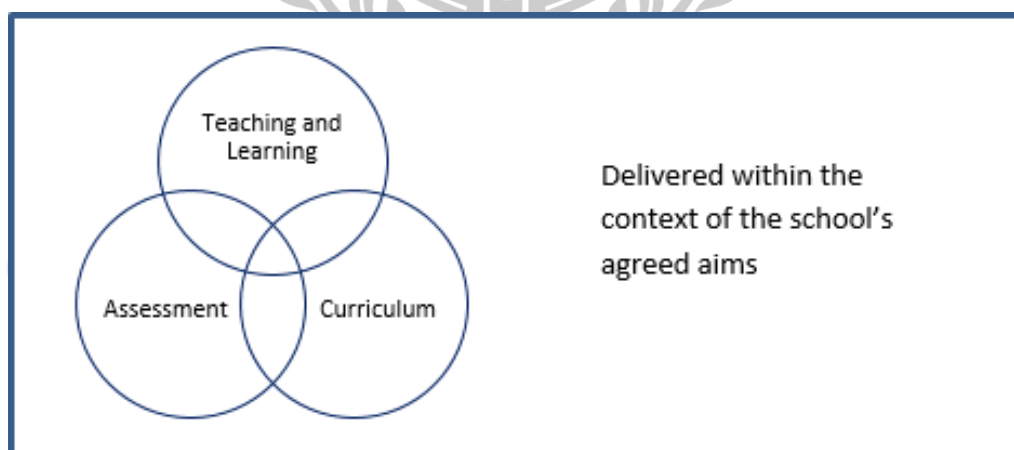 Teaching and
Learning
Assessment
Curriculum
Delivered within the
context of the school’s
agreed aims